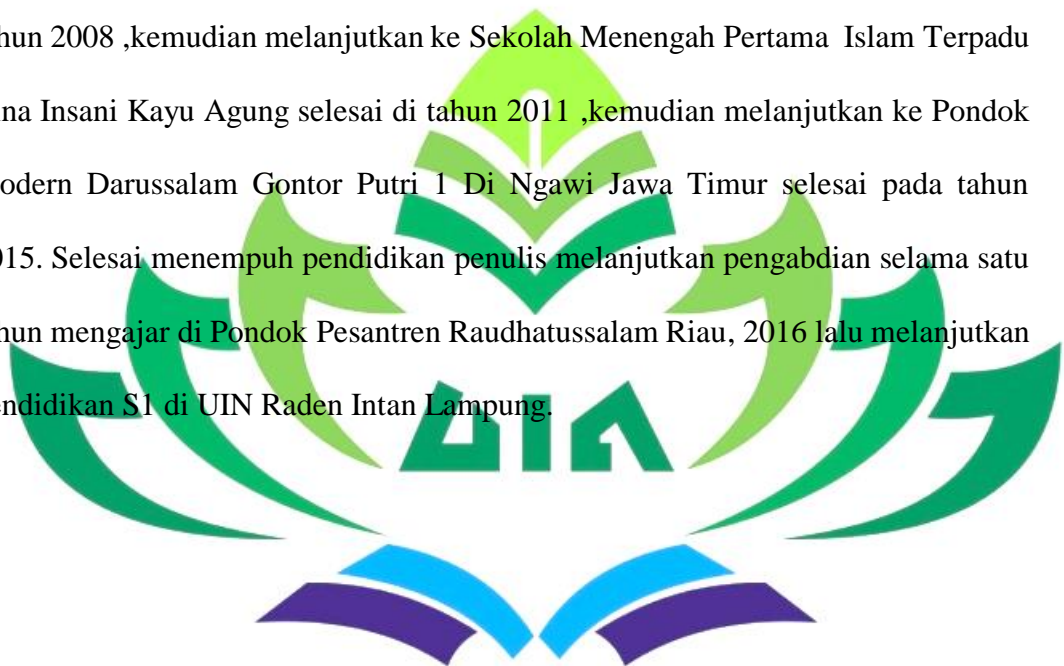 hun 2008 ,kemudian melanjutkan ke Sekolah Menengah Pertama Islam Terpadu
ina Insani Kayu Agung selesai di tahun 2011 ,kemudian melanjutkan ke Pondok
odern Darussalam Gontor Putri 1 Di Ngawi Jawa Timur selesai pada tahun
015. Selesai menempuh pendidikan penulis melanjutkan pengabdian selama satu
hun mengajar di Pondok Pesantren Raudhatussalam Riau, 2016 lalu melanjutkan
endidikan S1 di UIN Raden Intan Lampung.